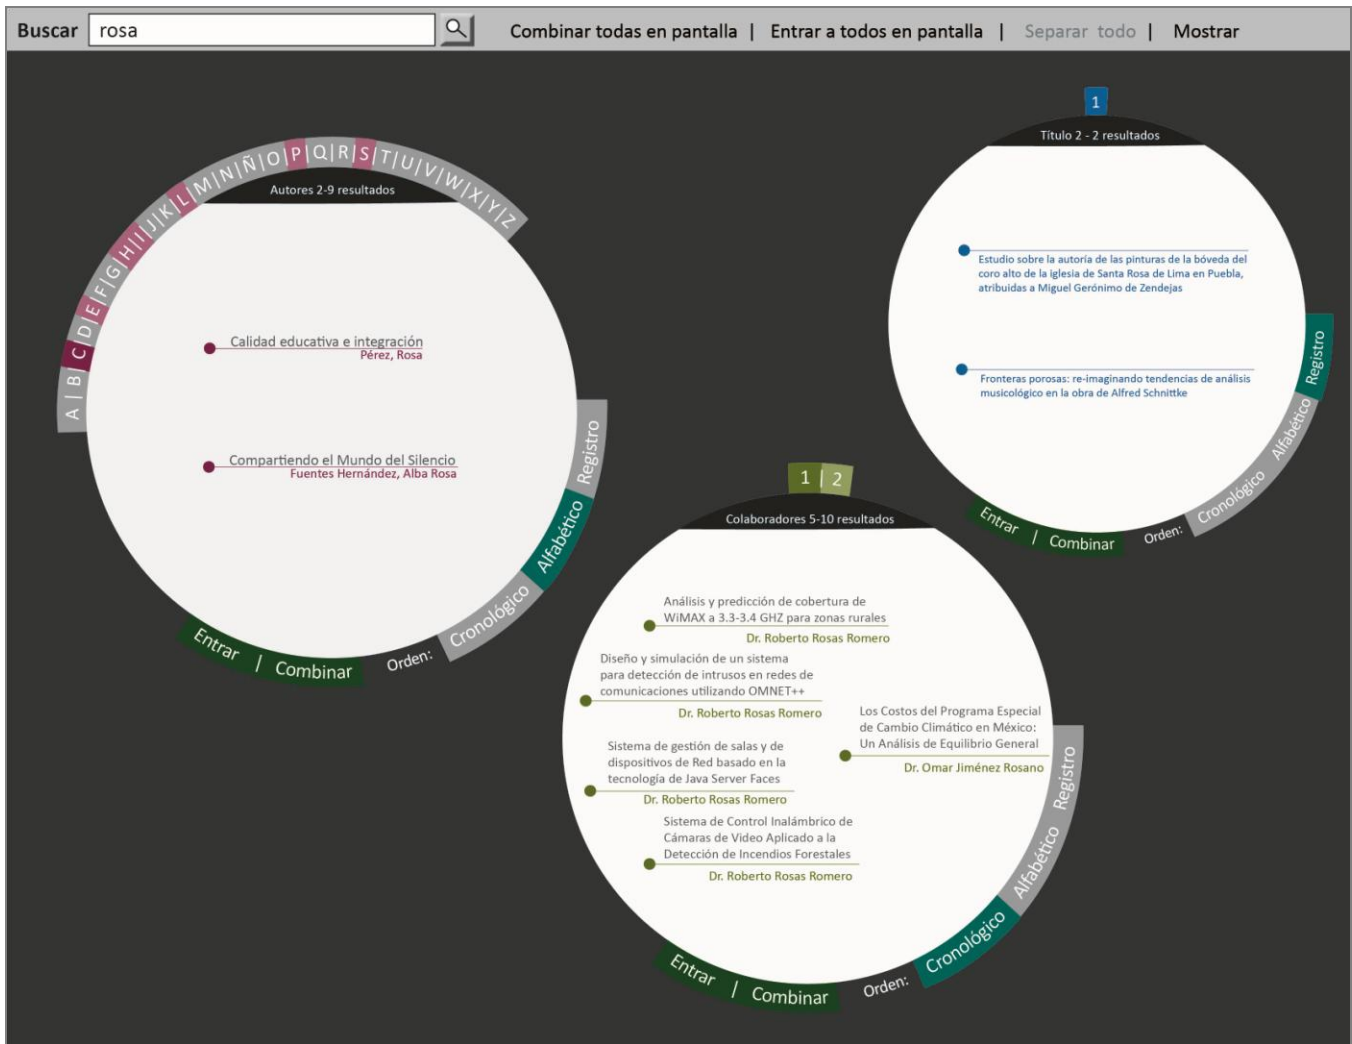 Buscar rosa Combinar todas en pantalla | Entrar a todos en pantalla | Separar todo | Mostrar
A | B | C | D | E | F | G | H | I | J | K | L | M | N | Ñ | O | P | Q | R | S | T | U | V | W | X | Y | Z
Autores 2-9 resultados
Calidad educativa e integración
Pérez, Rosa
Compartiendo el Mundo del Silencio
Fuentes Hernández, Alba Rosa
Entrar | Combinar Orden: Cronológico Alfabético Registro
1
Título 2 - 2 resultados
Estudio sobre la autoría de las pinturas de la bóveda del
coro alto de la iglesia de Santa Rosa de Lima en Puebla,
atribuidas a Miguel Gerónimo de Zendejas
Fronteras porosas: re-imaginando tendencias de análisis
musicológico en la obra de Alfred Schnittke
Entrar | Combinar Orden: Cronológico Alfabético Registro
1 | 2
Colaboradores 5-10 resultados
Análisis y predicción de cobertura de
WiMAX a 3.3-3.4 GHZ para zonas rurales
Dr. Roberto Rosas Romero
Diseño y simulación de un sistema
para detección de intrusos en redes de
comunicaciones utilizando OMNET++
Dr. Roberto Rosas Romero
Sistema de gestión de salas y de
dispositivos de Red basado en la
tecnología de Java Server Faces
Dr. Roberto Rosas Romero
Sistema de Control Inalámbrico de
Cámaras de Video Aplicado a la
Detección de Incendios Forestales
Dr. Roberto Rosas Romero
Los Costos del Programa Especial
de Cambio Climático en México:
Un Análisis de Equilibrio General
Dr. Omar Jiménez Rosano
Entrar | Combinar Orden: Cronológico Alfabético Registro